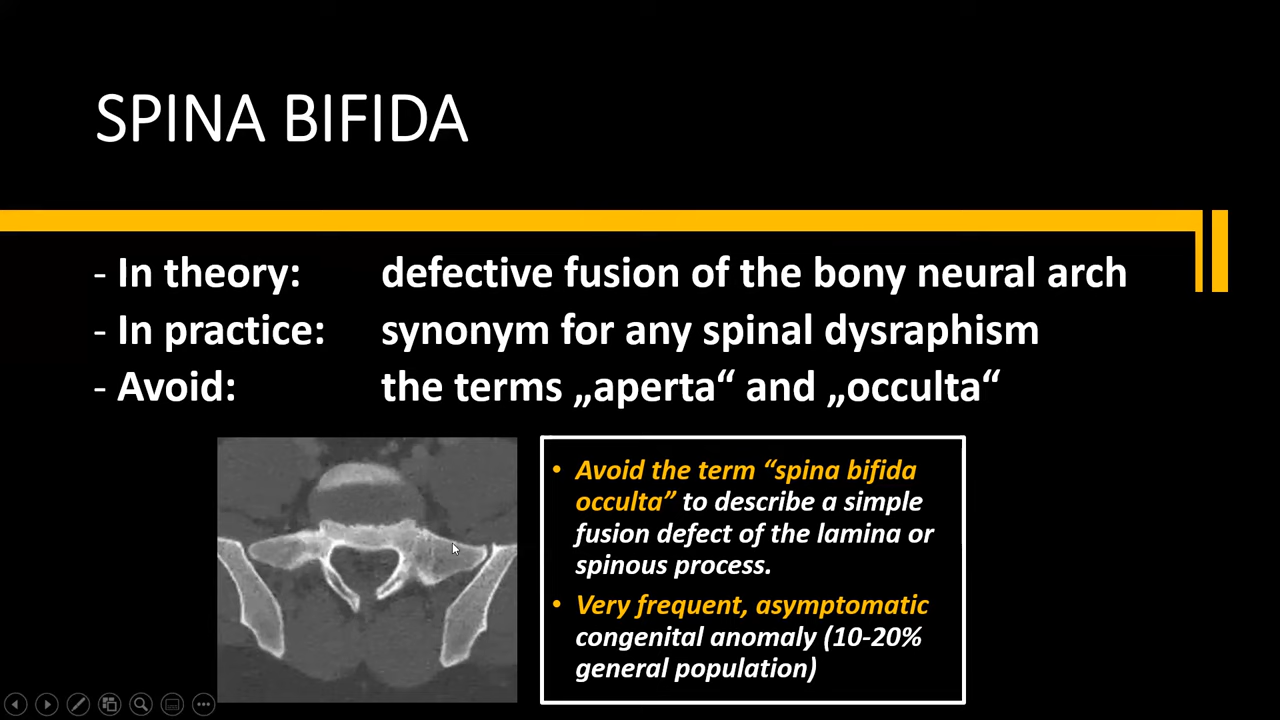 SPINA BIFIDA
- In theory: defective fusion of the bony neural arch
- In practice: synonym for any spinal dysraphism
- Avoid: the terms „aperta“ and „occulta“
• Avoid the term “spina bifida
occulta” to describe a simple
fusion defect of the lamina or
spinous process.
• Very frequent, asymptomatic
congenital anomaly (10-20%
general population)